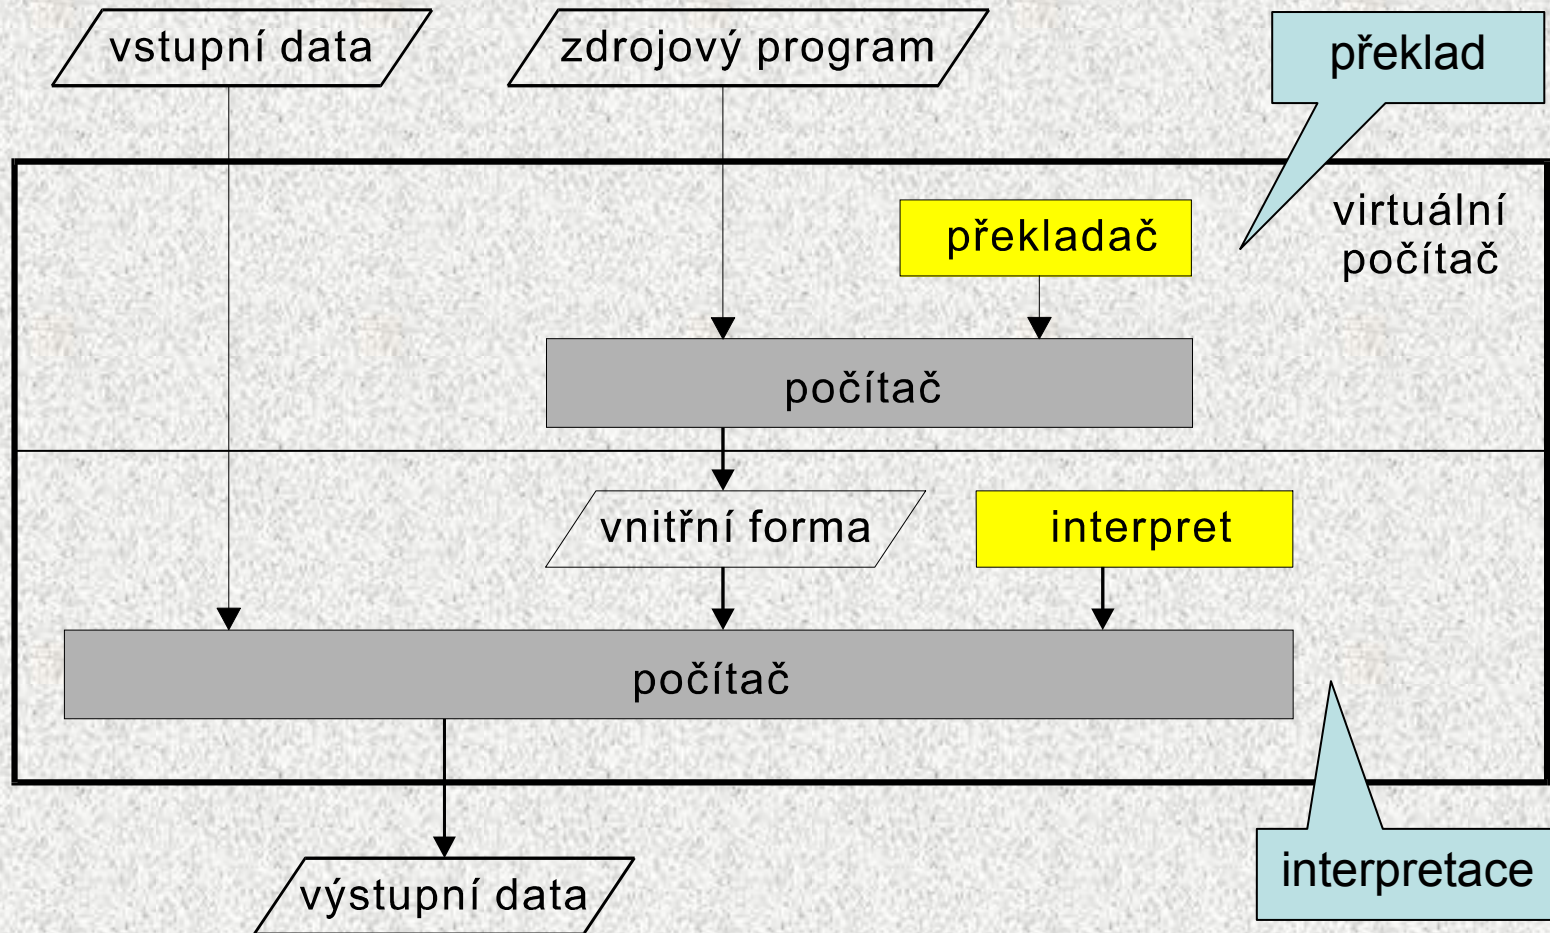 vstupní data
zdrojový program
překlad
virtuální
počítač
překladač
počítač
vnitřní forma
interpret
počítač
interpretace
výstupní data